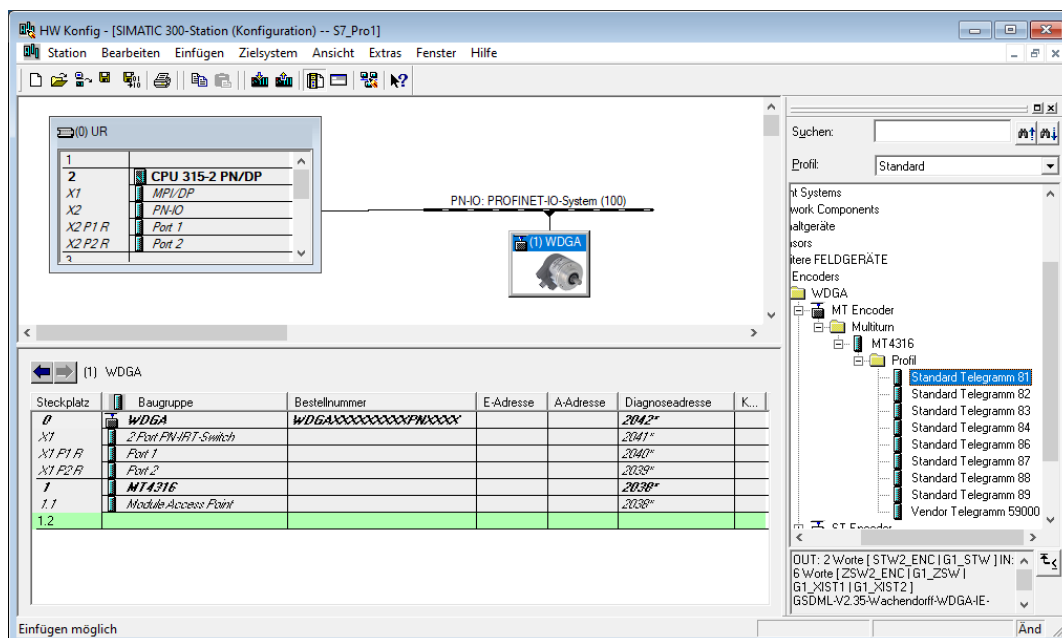 HW Konfig - [SIMATIC 300-Station (Konfiguration) -- S7_Pro1]
Station Bearbeiten Einfügen Zielsystem Ansicht Extras Fenster Hilfe
(0) UR
1
2 CPU 315-2 PN/DP
X1 MPI/DP
X2 PN-IO
X2 P1 R Port 1
X2 P2 R Port 2
3
PN-IO: PROFINET-IO-System (100)
(1) WDGA
Suchen:
Profil: Standard
nt Systems
work Components
naltgeräte
nsors
itere FELDGERÄTE
Encoders
WDGA
MT Encoder
Multiturn
MT4316
Profil
Standard Telegramm 81
Standard Telegramm 82
Standard Telegramm 83
Standard Telegramm 84
Standard Telegramm 86
Standard Telegramm 87
Standard Telegramm 88
Standard Telegramm 89
Vendor Telegramm 59000
ST Encoder
OUT: 2 Worte [ STW2_ENC | G1_STW ] IN:
6 Worte [ ZSW2_ENC | G1_ZSW |
G1_XIST1 | G1_XIST2 ]
GSDML-V2.35-Wachendorff-WDGA-IE-
(1) WDGA
Steckplatz Baugruppe Bestellnummer E-Adresse A-Adresse Diagnoseadresse K...
0 WDGA WDGAXXXXXXXXXPNXXXX 2042*
X1 2 Port PN-IRT-Switch 2041*
X1 P1 R Port 1 2040*
X1 P2 R Port 2 2039*
1 MT4316 2038*
1.1 Module Access Point 2038*
1.2
Einfügen möglich
Änd